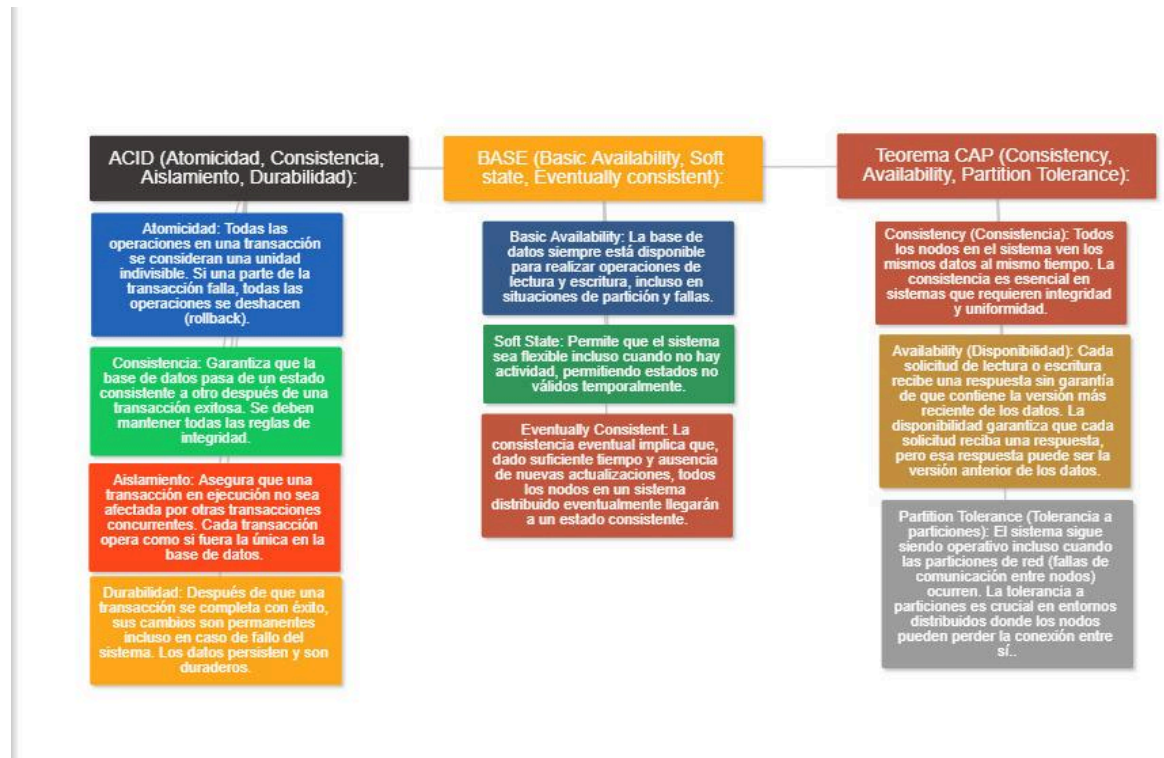 ACID (Atomicidad, Consistencia,
Aislamiento, Durabilidad):
Atomicidad: Todas las
operaciones en una transacción
se consideran una unidad
indivisible. Si una parte de la
transacción falla, todas las
operaciones se deshacen
(rollback).
Consistencia: Garantiza que la
base de datos pasa de un estado
consistente a otro después de una
transacción exitosa. Se deben
mantener todas las reglas de
integridad.
Aislamiento: Asegura que una
transacción en ejecución no sea
afectada por otras transacciones
concurrentes. Cada transacción
opera como si fuera la única en la
base de datos.
Durabilidad: Después de que una
transacción se completa con éxito,
sus cambios son permanentes
incluso en caso de fallo del
sistema. Los datos persisten y son
duraderos.
BASE (Basic Availability, Soft
state, Eventually consistent):
Basic Availability: La base de
datos siempre está disponible
para realizar operaciones de
lectura y escritura, incluso en
situaciones de partición y fallas.
Soft State: Permite que el sistema
sea flexible incluso cuando no hay
actividad, permitiendo estados no
válidos temporalmente.
Eventually Consistent: La
consistencia eventual implica que,
dado suficiente tiempo y ausencia
de nuevas actualizaciones, todos
los nodos en un sistema
distribuido eventualmente llegarán
a un estado consistente.
Teorema CAP (Consistency,
Availability, Partition Tolerance):
Consistency (Consistencia): Todos
los nodos en el sistema ven los
mismos datos al mismo tiempo. La
consistencia es esencial en
sistemas que requieren integridad
y uniformidad.
Availability (Disponibilidad): Cada
solicitud de lectura o escritura
recibe una respuesta sin garantía
de que contiene la versión más
reciente de los datos. La
disponibilidad garantiza que cada
solicitud reciba una respuesta,
pero esa respuesta puede ser la
versión anterior de los datos.
Partition Tolerance (Tolerancia a
particiones): El sistema sigue
siendo operativo incluso cuando
las particiones de red (fallas de
comunicación entre nodos)
ocurren. La tolerancia a
particiones es crucial en entornos
distribuidos donde los nodos
pueden perder la conexión entre
sí..